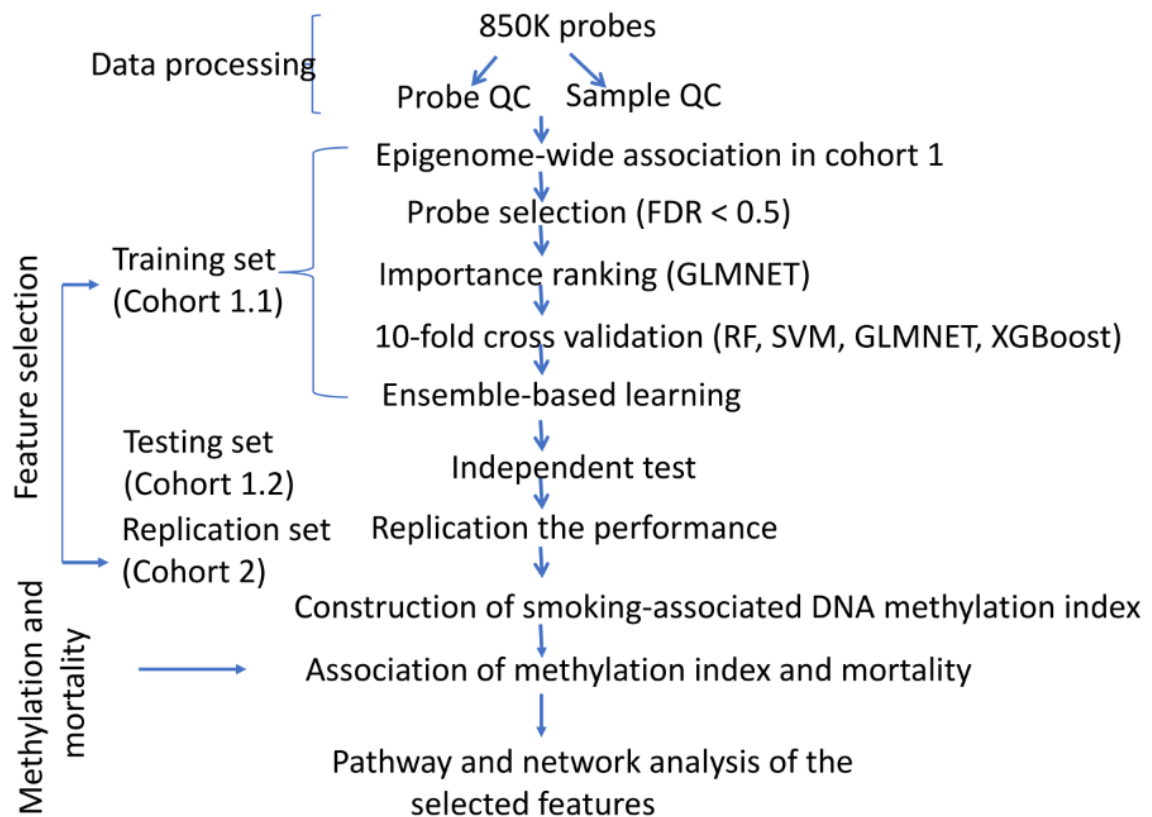 850K probes
Data processing
Probe QC
Sample QC
Epigenome-wide association in cohort 1
Probe selection (FDR < 0.5)
Training set
(Cohort 1.1)
Importance ranking (GLMNET)
10-fold cross validation (RF, SVM, GLMNET, XGBoost)
Ensemble-based learning
Feature selection
Testing set
(Cohort 1.2)
Independent test
Replication set
(Cohort 2)
Replication the performance
Construction of smoking-associated DNA methylation index
Methylation and
mortality
Association of methylation index and mortality
Pathway and network analysis of the
selected features